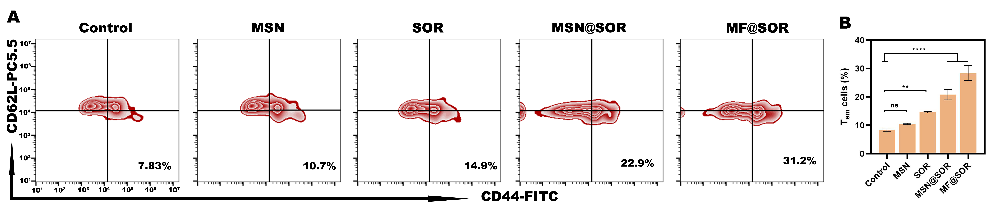 A
Control
MSN
SOR
MSN@SOR
MF@SOR
CD62L-PC5.5
10⁷
10⁶
10⁵
10⁴
10³
10²
10¹
7.83%
10.7%
14.9%
22.9%
31.2%
10¹ 10² 10³ 10⁴ 10⁵ 10⁶ 10⁷
CD44-FITC
B
Tem cells (%)
40
30
20
10
0
****
**
ns
Control
MSN
SOR
MSN@SOR
MF@SOR